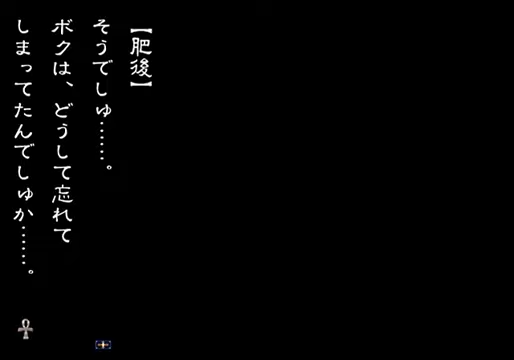 【肥後】
そうでしゅ……。
ボクは、どうして忘れて
しまってたんでしゅか……。